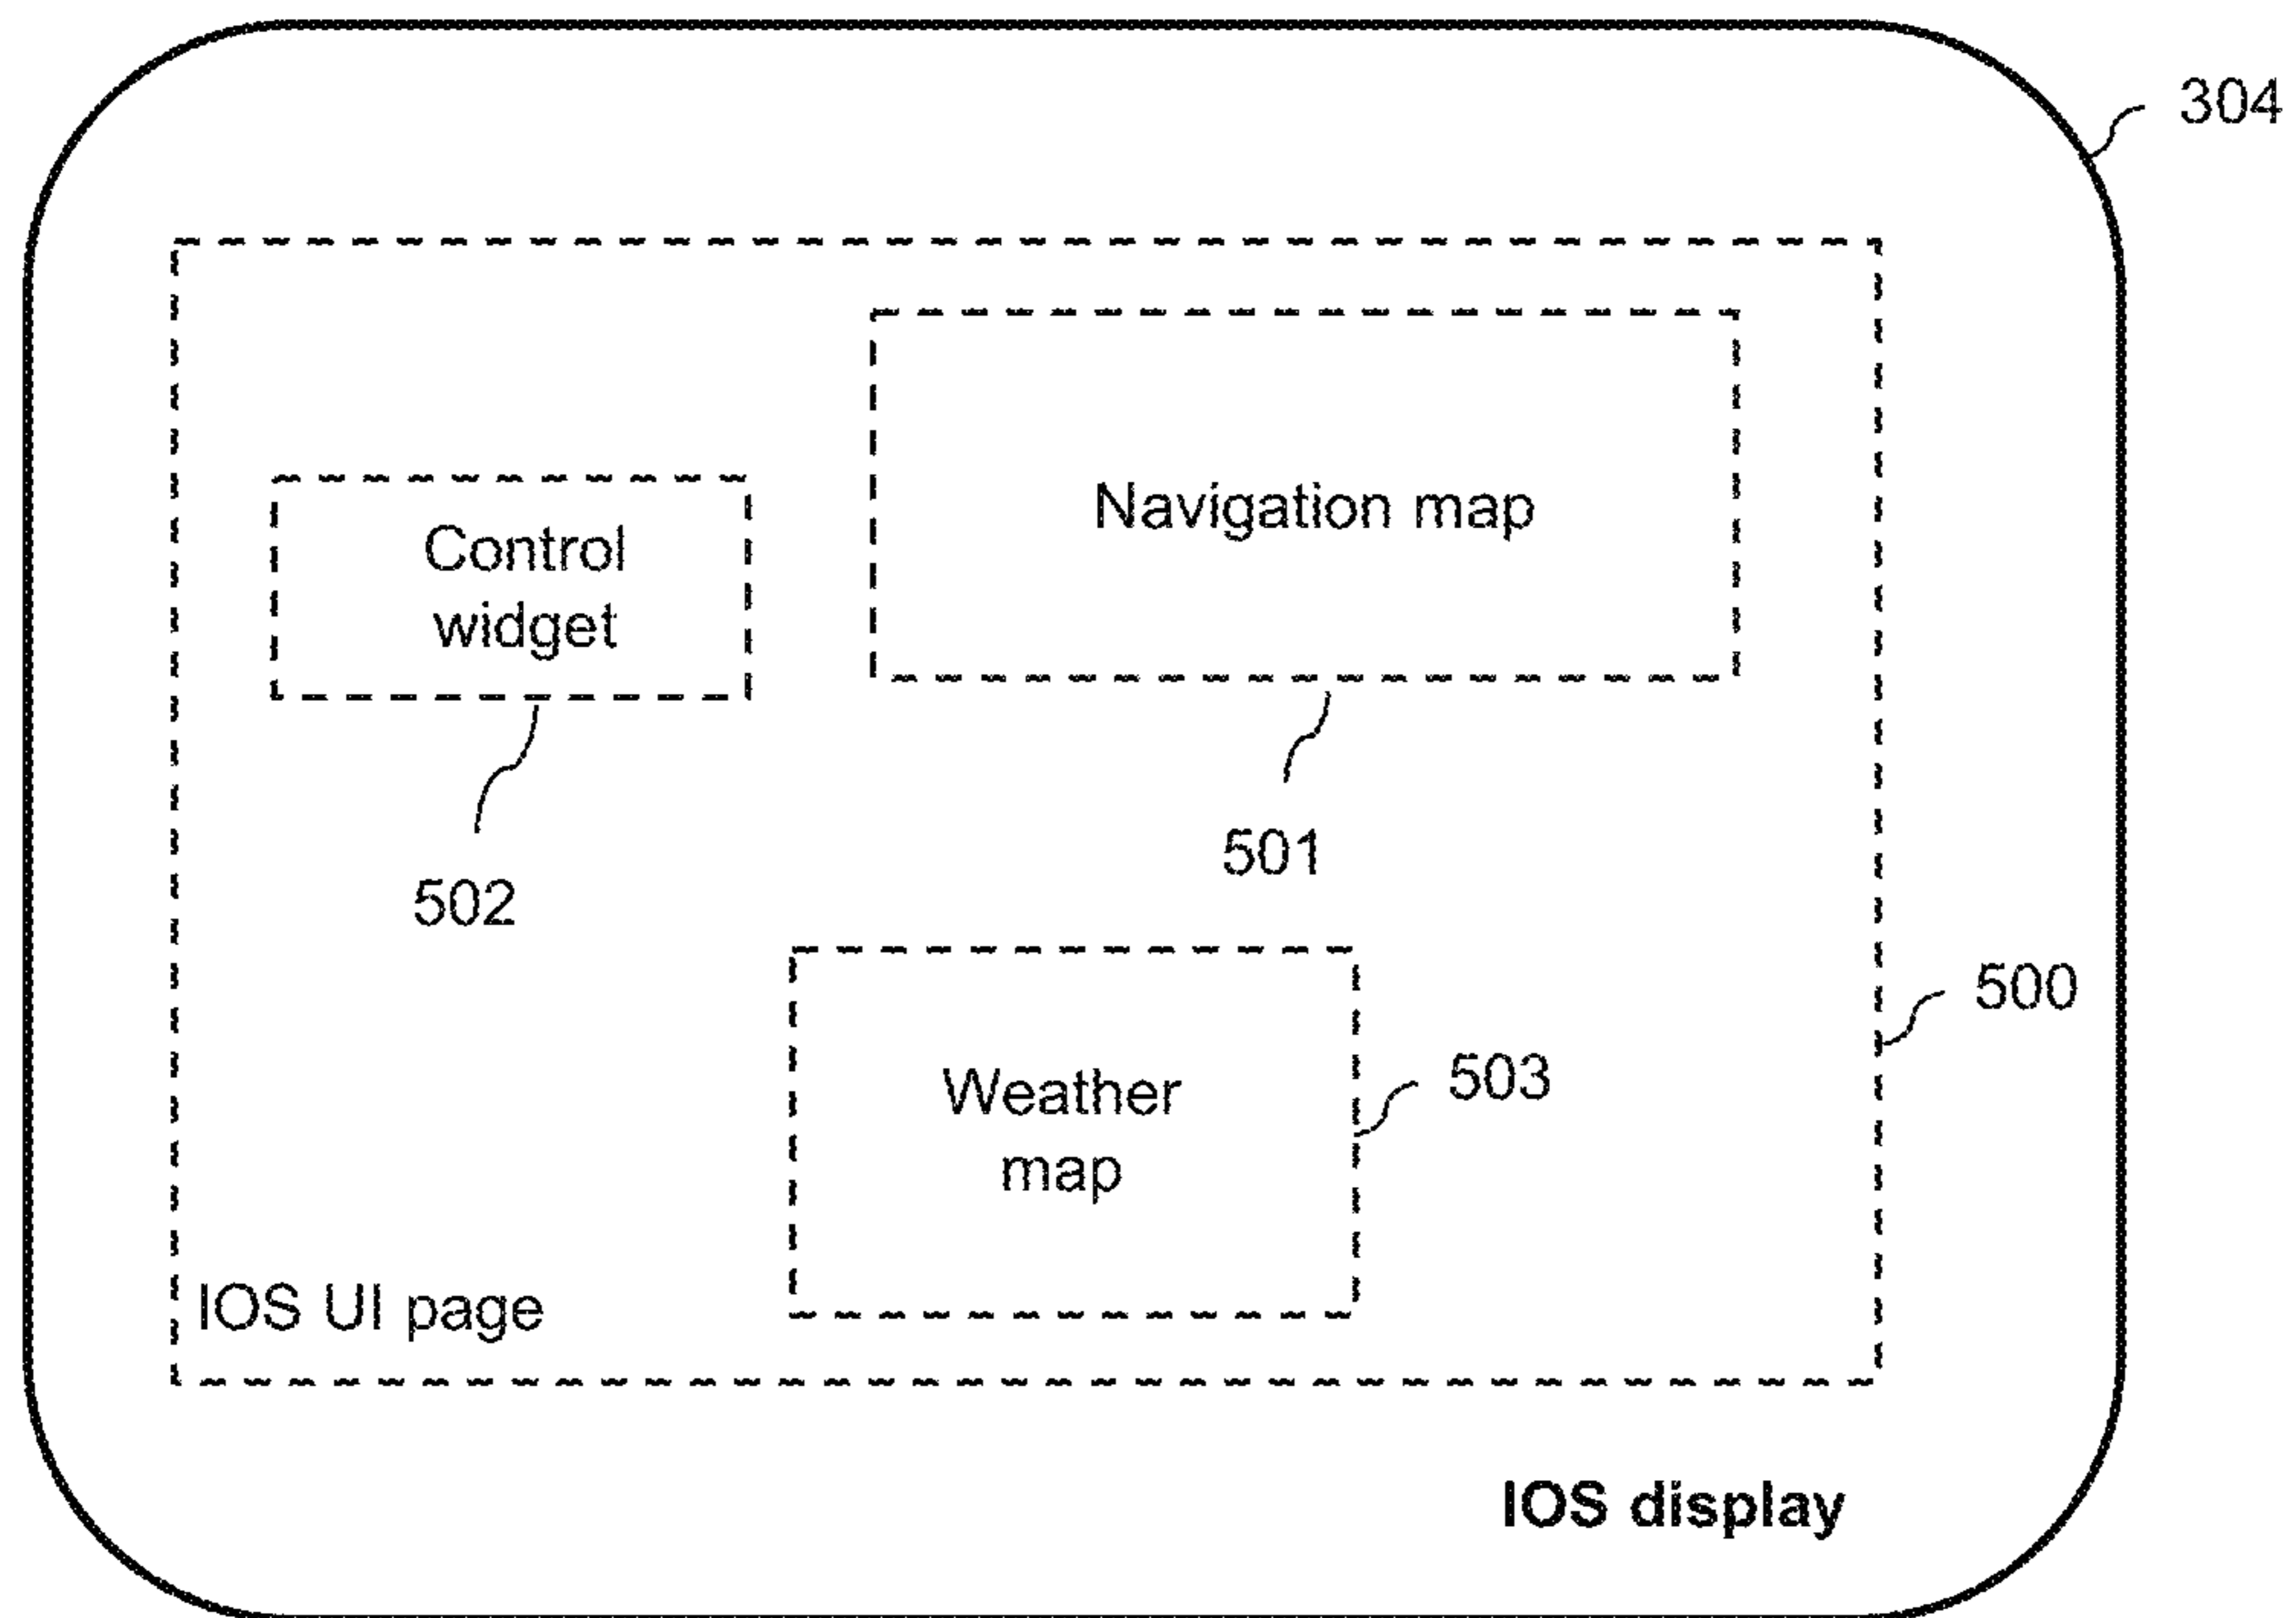 304
Navigation map
Control
widget
501
502
500
503
Weather
map
IOS UI page
IOS display